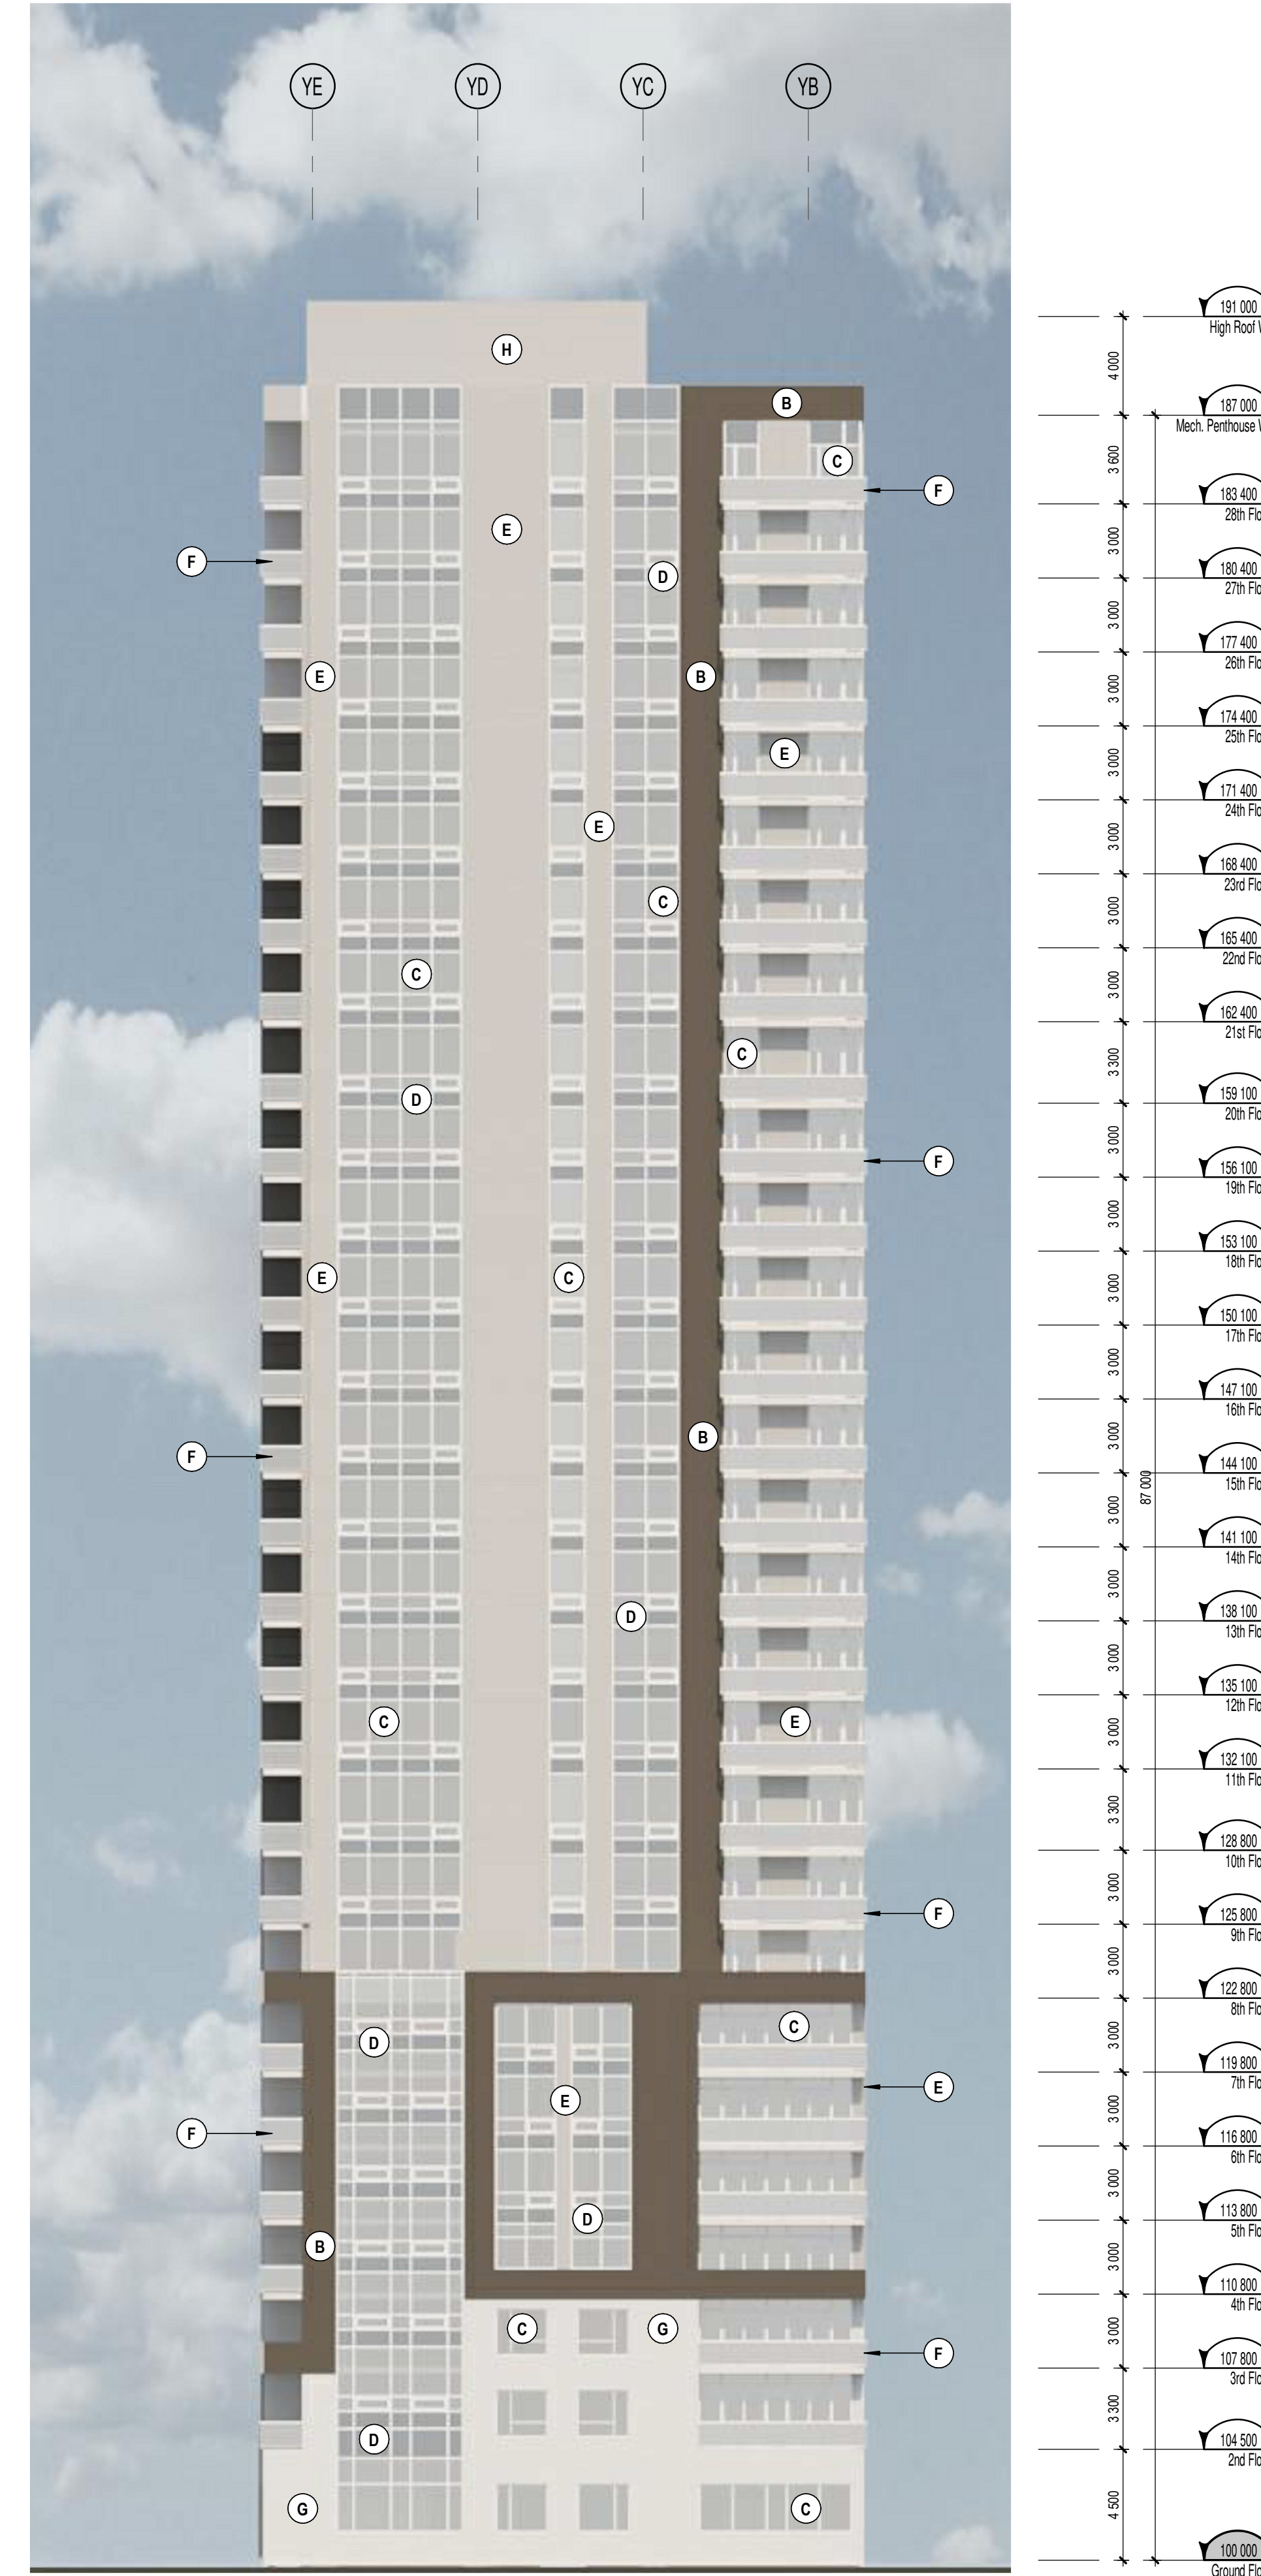 YE YD YC YB
191 000
High Roof
H
4 000
B
187 000
Mech. Penthouse
C
3 600
F
183 400
28th Flo
E
3 000
F
D
180 400
27th Flo
3 000
177 400
26th Flo
E
B
3 000
174 400
25th Flo
E
3 000
171 400
24th Flo
E
3 000
168 400
23rd Flo
C
3 000
165 400
22nd Flo
C
3 000
162 400
21st Flo
C
3 300
D
159 100
20th Flo
3 000
F
156 100
19th Flo
3 000
153 100
18th Flo
E
C
3 000
150 100
17th Flo
3 000
147 100
16th Flo
B
3 000
F
144 100
15th Flo
87 000
3 000
141 100
14th Flo
3 000
D
138 100
13th Flo
3 000
135 100
12th Flo
C
E
3 000
132 100
11th Flo
3 300
128 800
10th Flo
3 000
F
125 800
9th Flo
3 000
122 800
8th Flo
C
3 000
D
119 800
7th Flo
E
E
3 000
F
116 800
6th Flo
3 000
D
113 800
5th Flo
B
3 000
110 800
4th Flo
C
G
3 000
F
107 800
3rd Flo
3 300
D
104 500
2nd Flo
G
C
4 500
100 000
Ground Flo